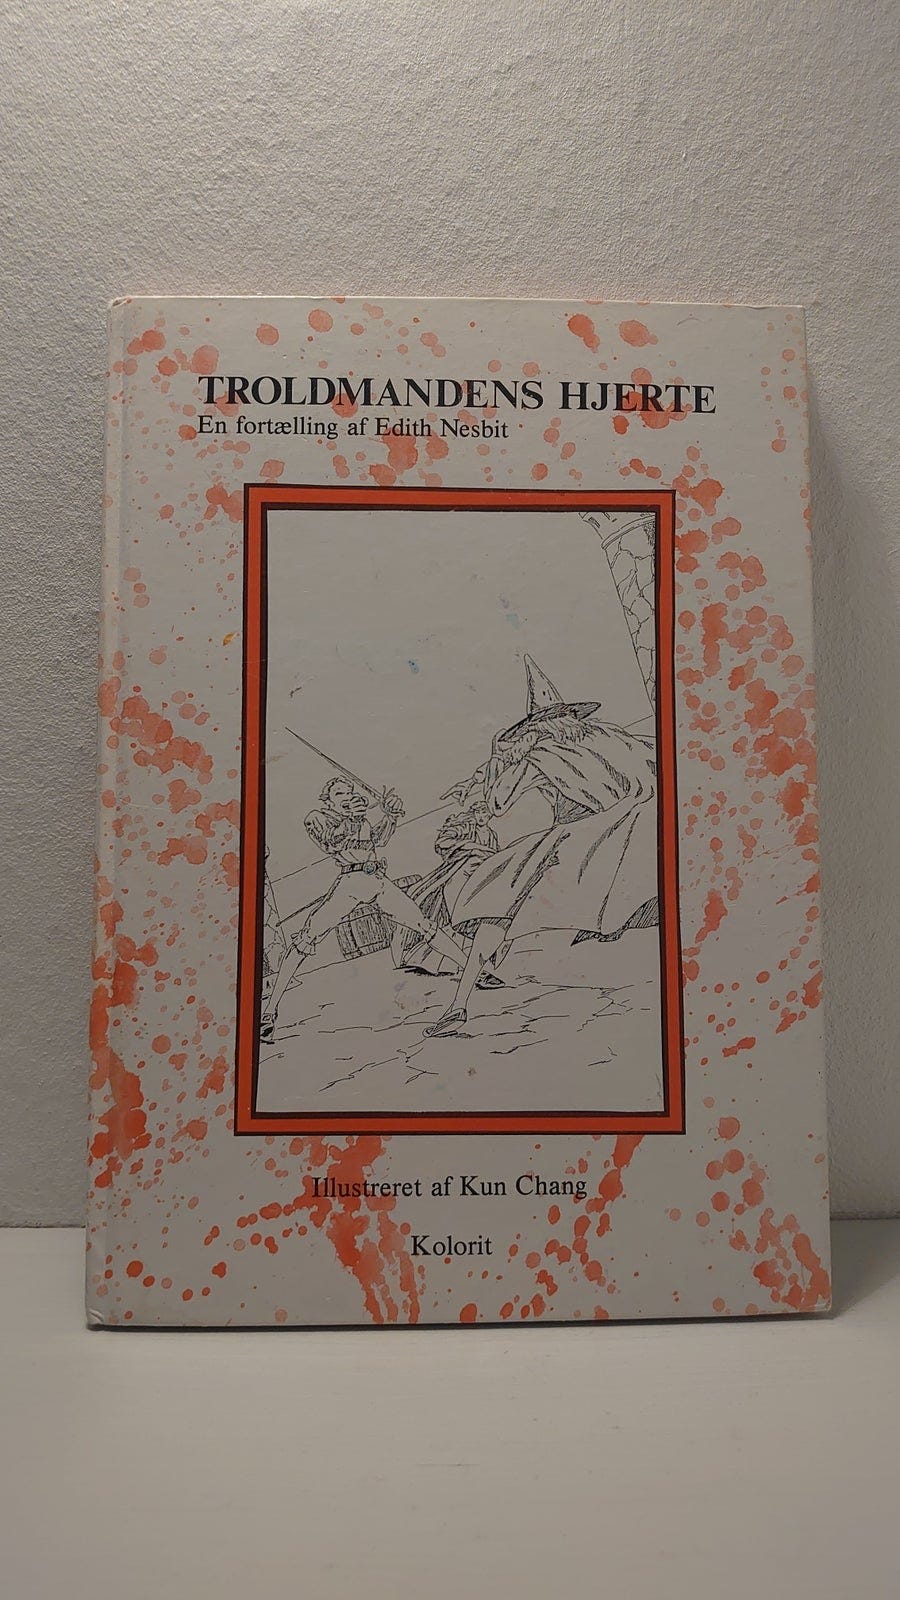 TROLDMANDENS HJERTE
En fortælling af Edith Nesbit
Illustreret af Kun Chang
Kolorit